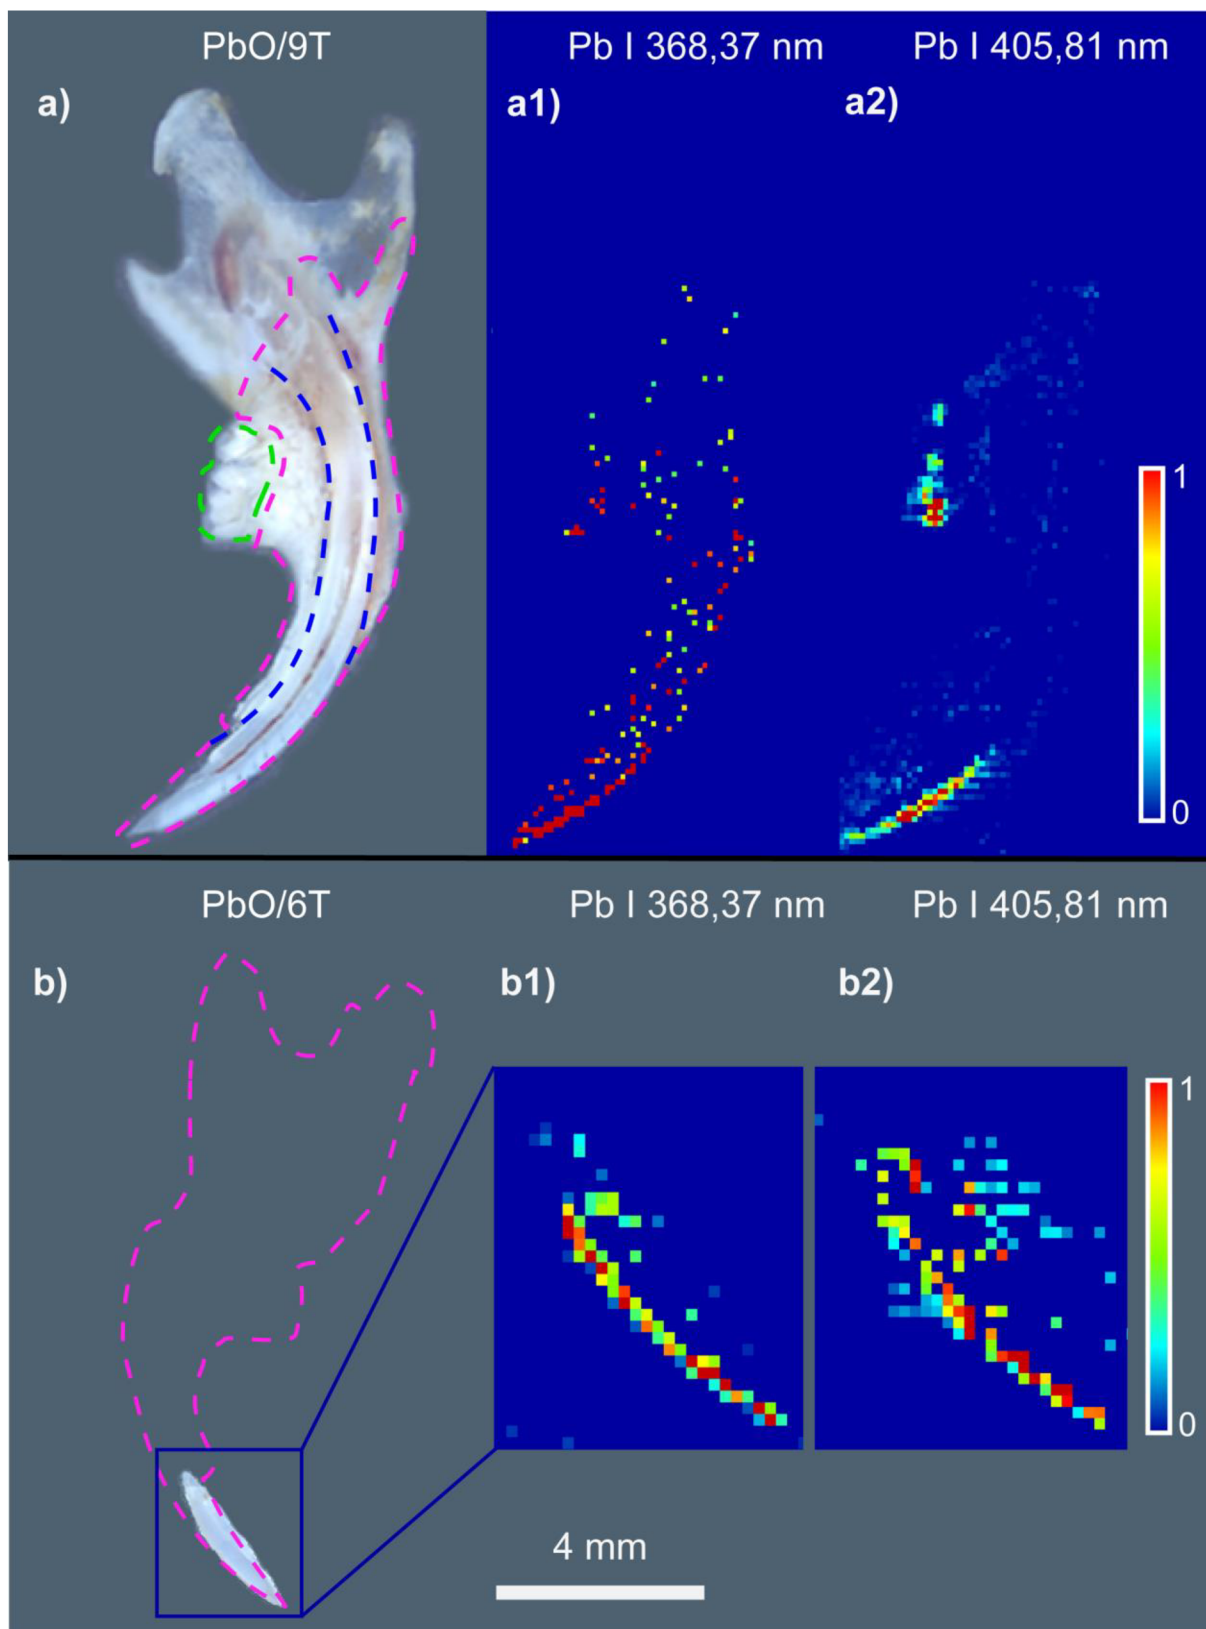 PbO/9T
Pb I 368,37 nm
Pb I 405,81 nm
a)
a1)
a2)
1
0
PbO/6T
Pb I 368,37 nm
Pb I 405,81 nm
b)
b1)
b2)
1
0
4 mm